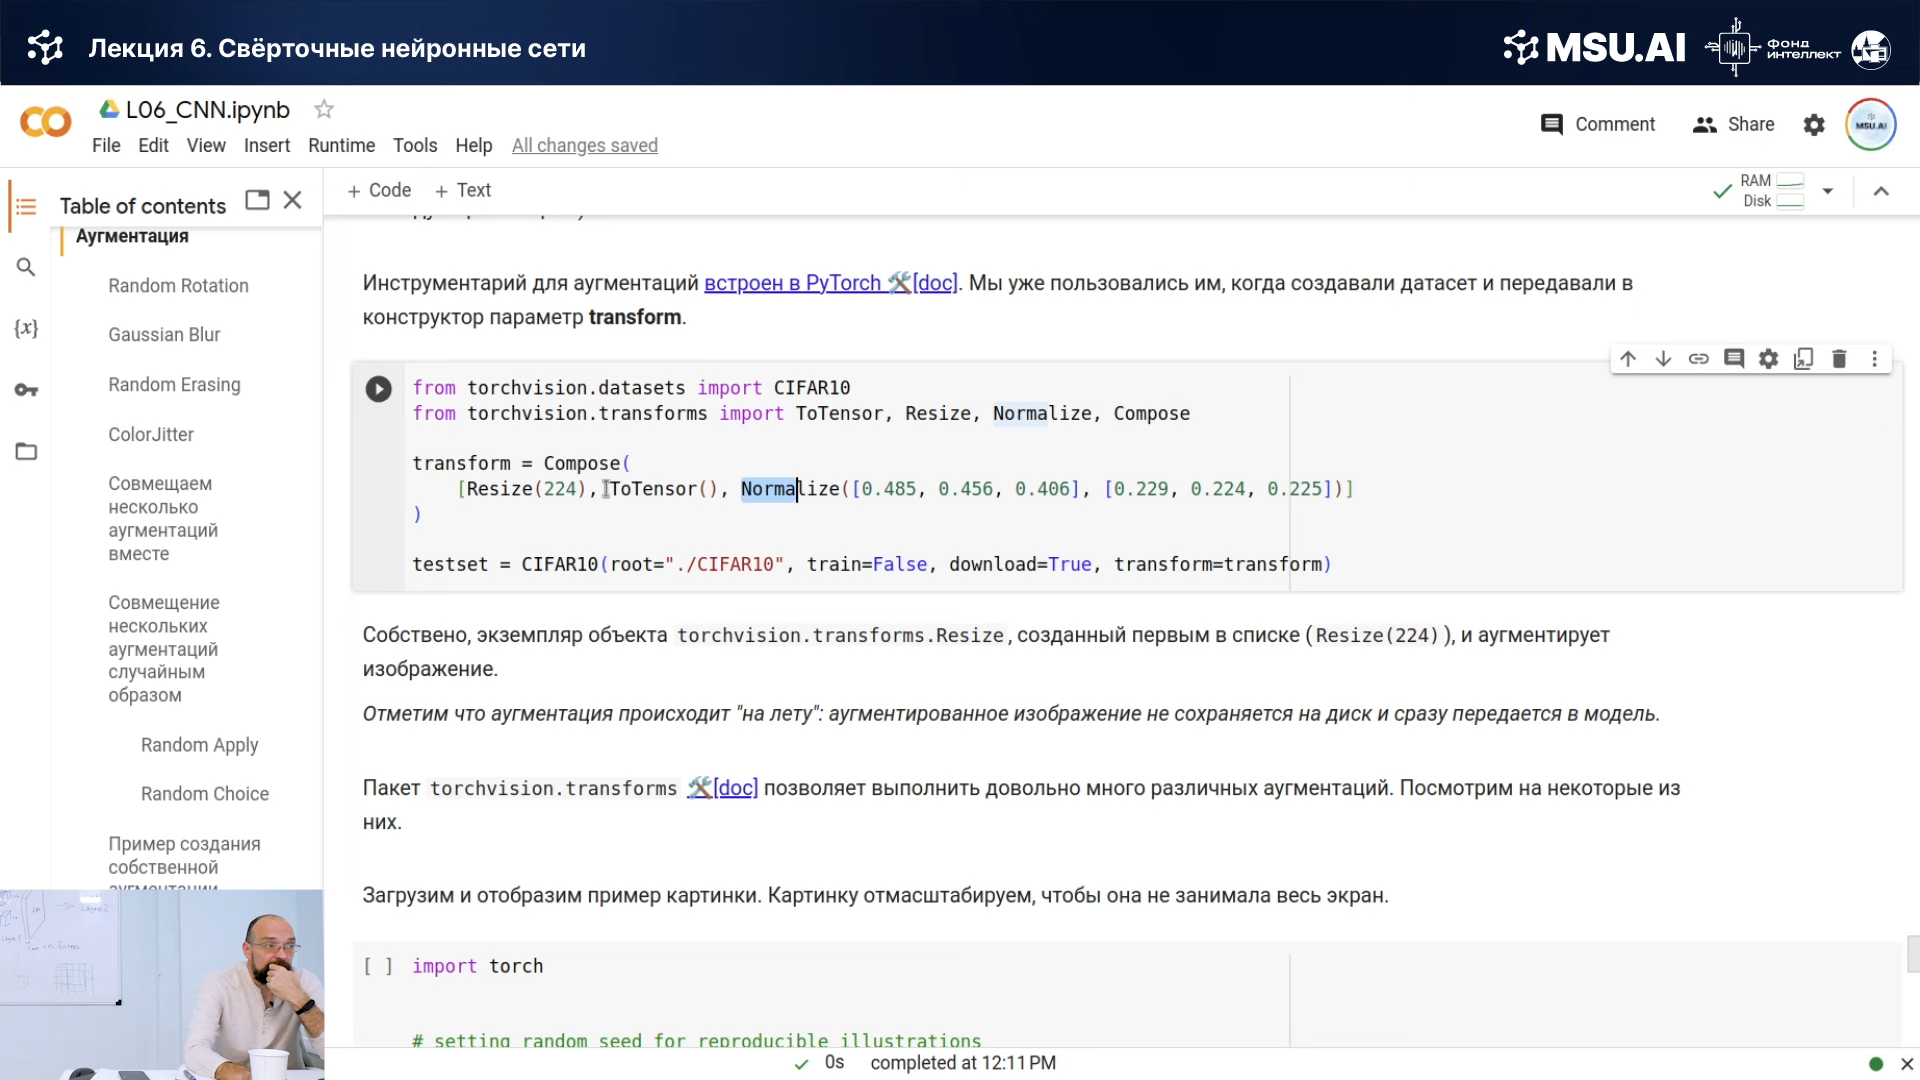 Лекция 6. Свёрточные нейронные сети
MSU.AI
ФОНД
ИНТЕЛЛЕКТ
L06_CNN.ipynb
File Edit View Insert Runtime Tools Help All changes saved
Comment
Share
MSU.AI
Table of contents
+ Code + Text
RAM
Disk
Аугментация
Random Rotation
Gaussian Blur
Random Erasing
ColorJitter
Совмещаем
несколько
аугментаций
вместе
Совмещение
нескольких
аугментаций
случайным
образом
Random Apply
Random Choice
Пример создания
собственной
аугментации
Инструментарий для аугментаций встроен в PyTorch 🛠️[doc]. Мы уже пользовались им, когда создавали датасет и передавали в
конструктор параметр transform.
from torchvision.datasets import CIFAR10
from torchvision.transforms import ToTensor, Resize, Normalize, Compose
transform = Compose(
[Resize(224), ToTensor(), Normalize([0.485, 0.456, 0.406], [0.229, 0.224, 0.225])]
)
testset = CIFAR10(root="./CIFAR10", train=False, download=True, transform=transform)
Собствено, экземпляр объекта torchvision.transforms.Resize, созданный первым в списке (Resize(224)), и аугментирует
изображение.
Отметим что аугментация происходит "на лету": аугментированное изображение не сохраняется на диск и сразу передается в модель.
Пакет torchvision.transforms 🛠️[doc] позволяет выполнить довольно много различных аугментаций. Посмотрим на некоторые из
них.
Загрузим и отобразим пример картинки. Картинку отмасштабируем, чтобы она не занимала весь экран.
[ ] import torch
# setting random seed for reproducible illustrations
0s completed at 12:11 PM